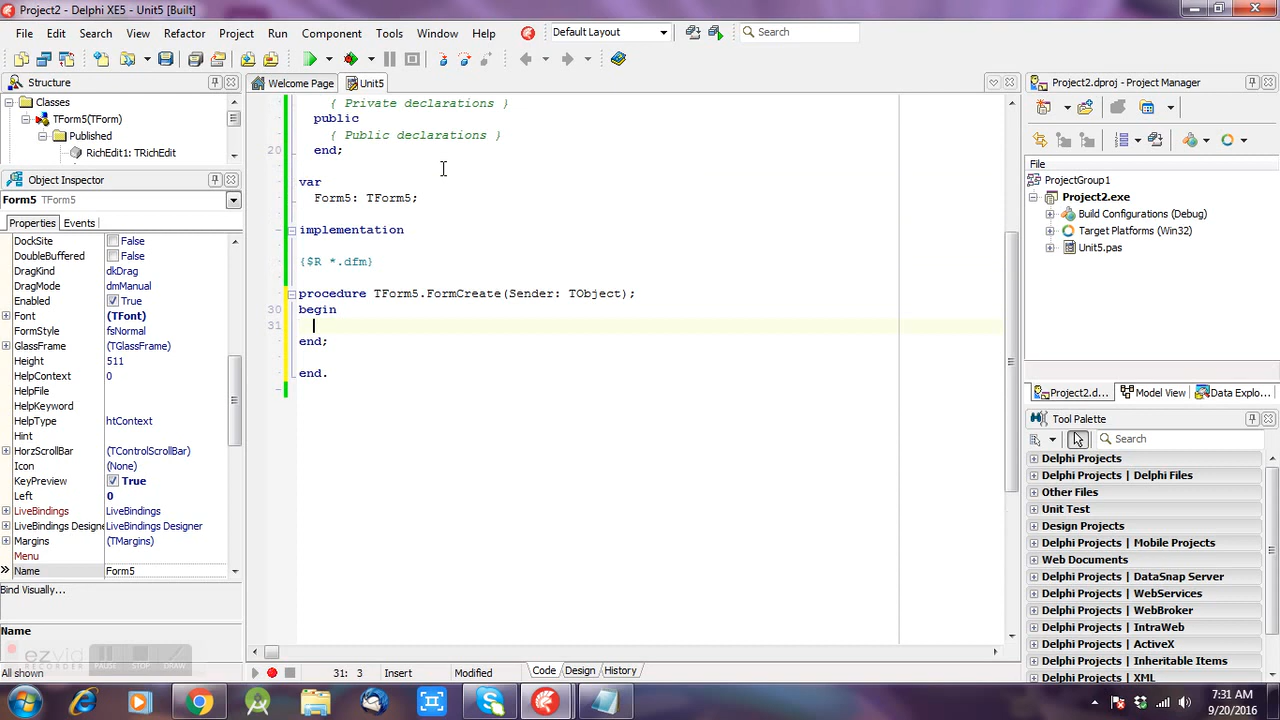 Project2 - Delphi XE5 - Unit5 [Built]
File Edit Search View Refactor Project Run Component Tools Window Help Default Layout Search
Structure
Classes
TForm5(TForm)
Published
RichEdit1: TRichEdit
Object Inspector
Form5 TForm5
Properties Events
DockSite False
DoubleBuffered False
DragKind dkDrag
DragMode dmManual
Enabled True
Font (TFont)
FormStyle fsNormal
GlassFrame (TGlassFrame)
Height 511
HelpContext 0
HelpFile
HelpKeyword
HelpType htContext
Hint
HorzScrollBar (TControlScrollBar)
Icon (None)
KeyPreview True
Left 0
LiveBindings LiveBindings
LiveBindings Designe LiveBindings Designer
Margins (TMargins)
Menu
Name Form5
Bind Visually...
Name
ezvid
RECORDER
PAUSE STOP DRAW
All shown
Welcome Page Unit5
{ Private declarations }
public
{ Public declarations }
20 end;
var
Form5: TForm5;
implementation
{$R *.dfm}
procedure TForm5.FormCreate(Sender: TObject);
30 begin
31
end;
end.
31: 3 Insert Modified Code Design History
Project2.dproj - Project Manager
File
ProjectGroup1
Project2.exe
Build Configurations (Debug)
Target Platforms (Win32)
Unit5.pas
Project2.d... Model View Data Explo...
Tool Palette
Search
Delphi Projects
Delphi Projects | Delphi Files
Other Files
Unit Test
Design Projects
Delphi Projects | Mobile Projects
Web Documents
Delphi Projects | DataSnap Server
Delphi Projects | WebServices
Delphi Projects | WebBroker
Delphi Projects | IntraWeb
Delphi Projects | ActiveX
Delphi Projects | Inheritable Items
Delphi Projects | XML
7:31 AM
9/20/2016